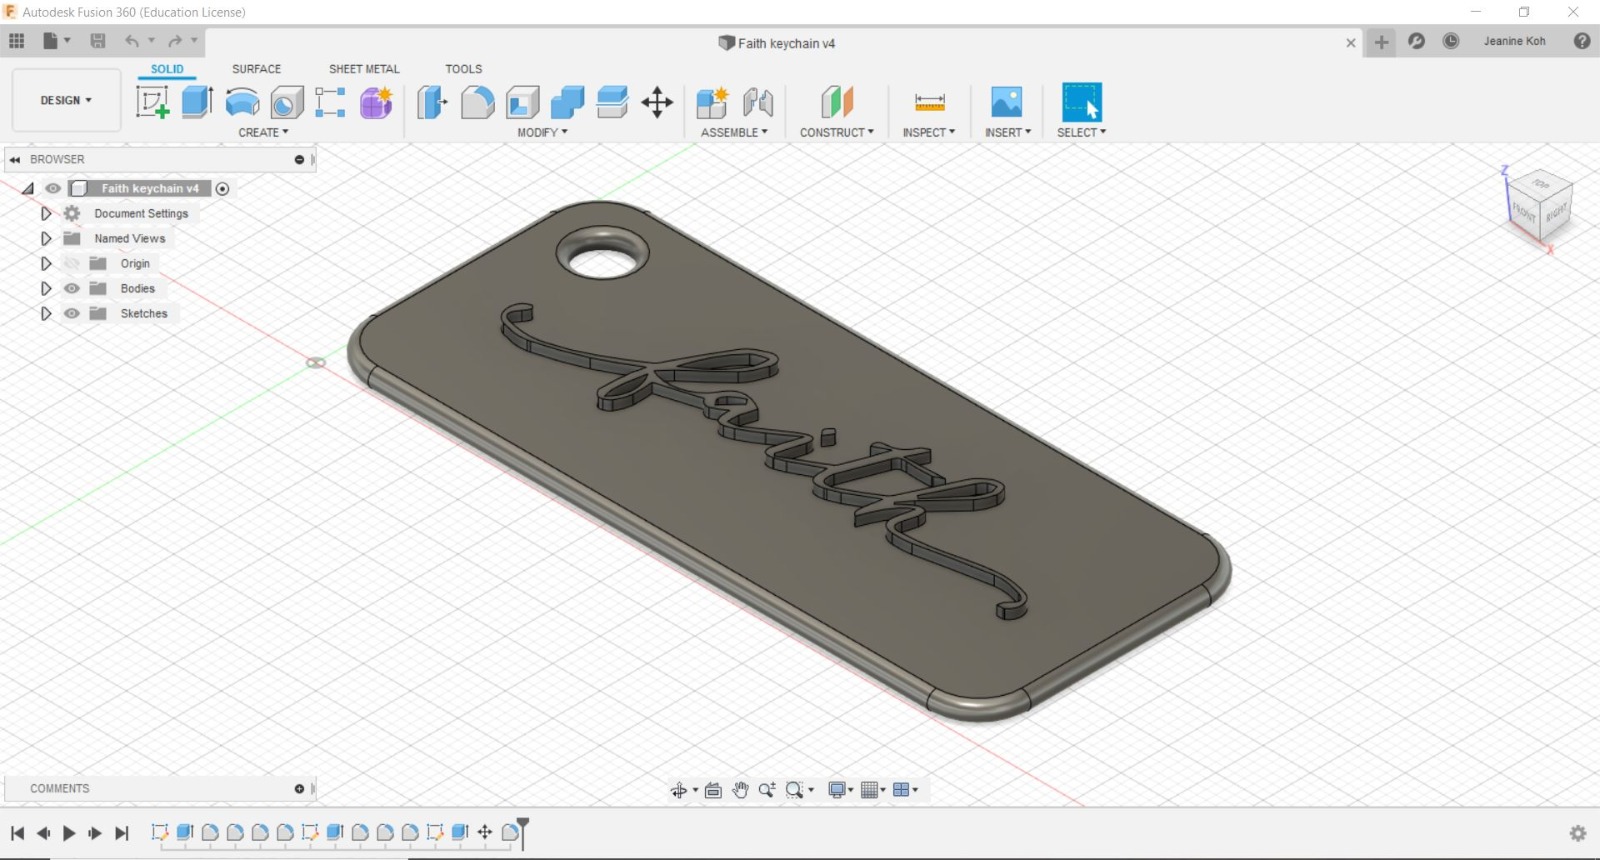 Autodesk Fusion 360 (Education License)
Faith keychain v4
Jeanine Koh
SOLID SURFACE SHEET METAL TOOLS
DESIGN
CREATE MODIFY ASSEMBLE CONSTRUCT INSPECT INSERT SELECT
BROWSER
Faith keychain v4
Document Settings
Named Views
Origin
Bodies
Sketches
Z
TOP
FRONT
RIGHT
X
faith
COMMENTS